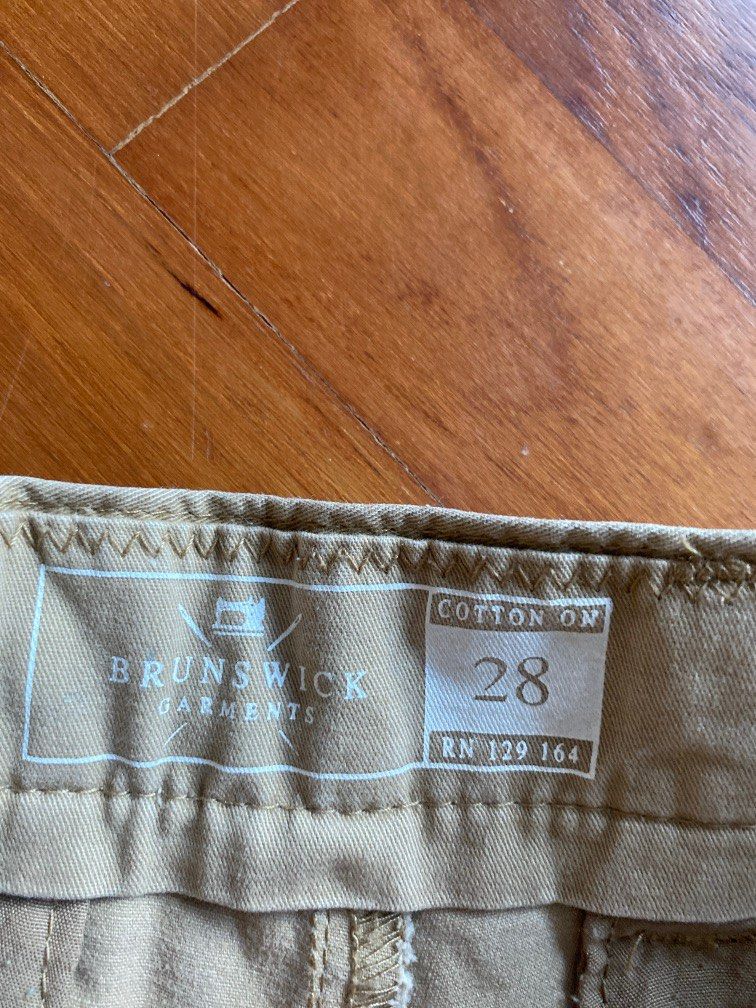 BRUNSWICK
GARMENTS
COTTON ON
28
RN 129 164